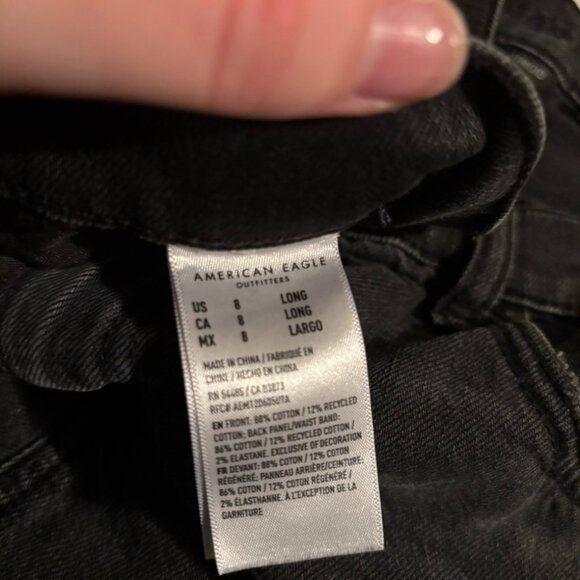 AMERICAN EAGLE
OUTFITTERS
US 8 LONG
CA 8 LONG
MX 8 LARGO
MADE IN CHINA / FABRIQUÉ EN
CHINE / HECHO EN CHINA
RN 54485 / CA 03873
RFC# AEM120605U7A
EN FRONT: 88% COTTON / 12% RECYCLED
COTTON; BACK PANEL/WAIST BAND:
86% COTTON / 12% RECYCLED COTTON /
2% ELASTANE. EXCLUSIVE OF DECORATION
FR DEVANT: 88% COTON / 12% COTON
RÉGÉNÉRÉ; PANNEAU ARRIÈRE/CEINTURE:
86% COTON / 12% COTON RÉGÉNÉRÉ /
2% ÉLASTHANNE. À L'EXCEPTION DE LA
GARNITURE